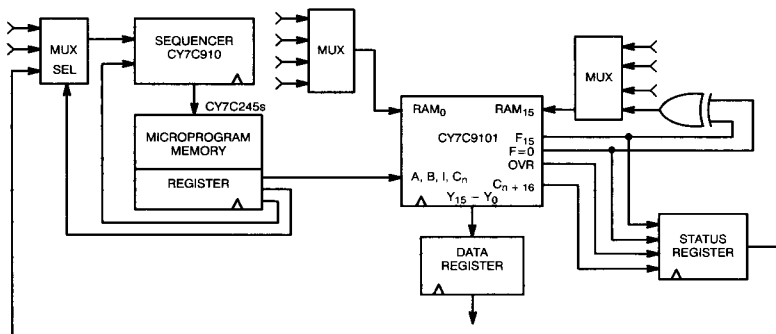 MUX
SEL
SEQUENCER
CY7C910
CY7C245s
MICROPROGRAM
MEMORY
REGISTER
MUX
MUX
RAM0
RAM15
CY7C9101
F15
F=0
OVR
A, B, I, Cn
Cn + 16
Y15 – Y0
DATA
REGISTER
STATUS
REGISTER